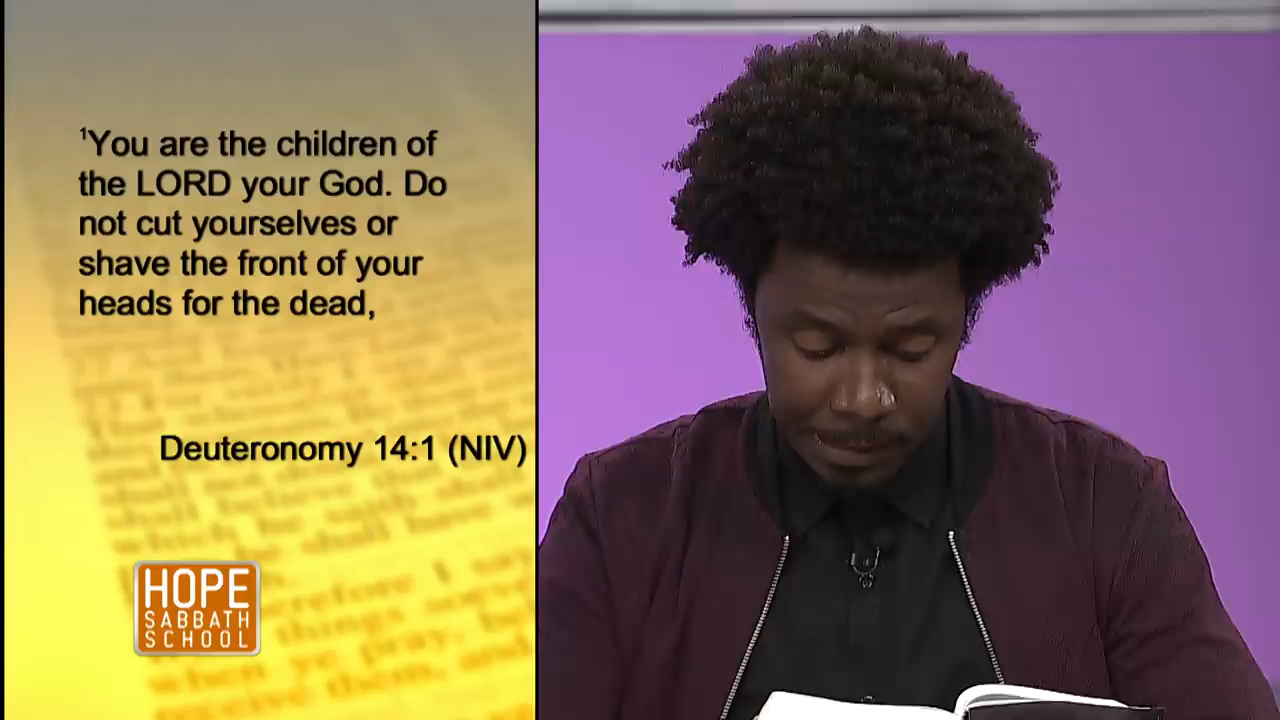 ¹You are the children of
the LORD your God. Do
not cut yourselves or
shave the front of your
heads for the dead,
Deuteronomy 14:1 (NIV)
HOPE
SABBATH
SCHOOL